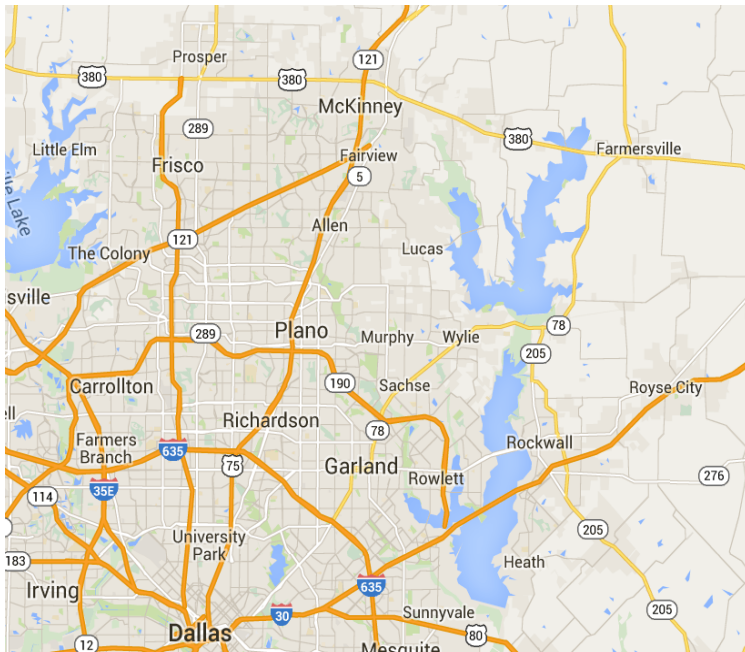 Prosper
121
380
380
McKinney
289
380
Little Elm
Fairview
Farmersville
Frisco
5
ville Lake
Allen
121
Lucas
The Colony
sville
78
289
Plano
Murphy
Wylie
205
190
Carrollton
Sachse
Royse City
Richardson
ell
78
Farmers
Branch
635
Rockwall
75
Garland
Rowlett
276
35E
114
205
University
Park
183
Heath
Irving
635
30
Sunnyvale
205
Dallas
80
12
Mesquite